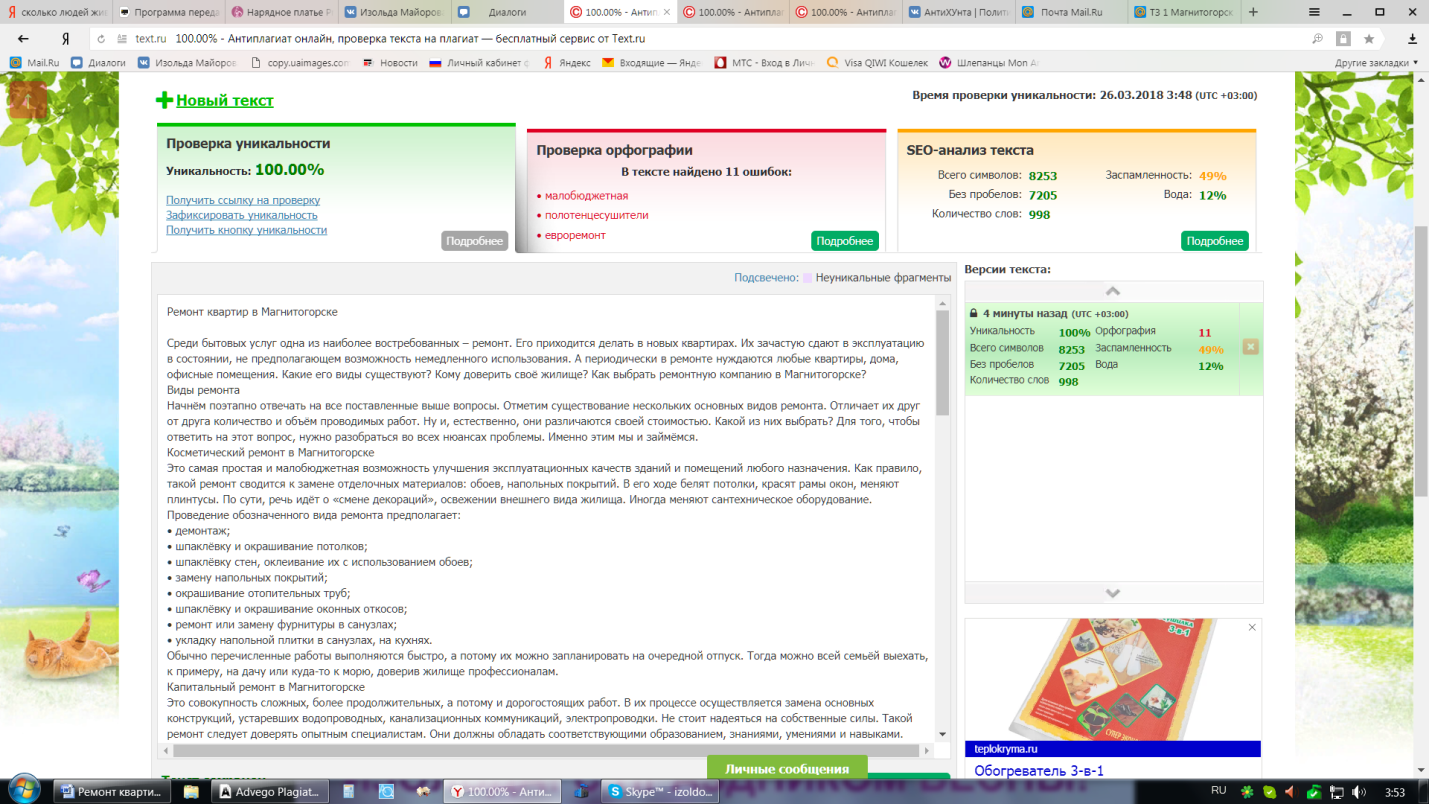 сколько людей жив
Программа переда
Нарядное платье Р
Изольда Майоров
Диалоги
100.00% - Антип
100.00% - Антиплаг
100.00% - Антиплаг
АнтиХУнта | Полит
Почта Mail.Ru
ТЗ 1 Магнитогорск
text.ru 100.00% - Антиплагиат онлайн, проверка текста на плагиат — бесплатный сервис от Text.ru
Mail.Ru
Диалоги
Изольда Майоров
copy.uaimages.com
Новости
Личный кабинет
Яндекс
Входящие — Янде
МТС - Вход в Личн
Visa QIWI Кошелек
Шлепанцы Mon
Другие закладки
Новый текст
Время проверки уникальности: 26.03.2018 3:48 (UTC +03:00)
Проверка уникальности
Уникальность: 100.00%
Получить ссылку на проверку
Зафиксировать уникальность
Получить кнопку уникальности
Подробнее
Проверка орфографии
В тексте найдено 11 ошибок:
• малобюджетная
• полотенцесушители
• евроремонт
Подробнее
SEO-анализ текста
Всего символов: 8253 Заспамленность: 49%
Без пробелов: 7205 Вода: 12%
Количество слов: 998
Подробнее
Подсвечено: Неуникальные фрагменты
Ремонт квартир в Магнитогорске
Среди бытовых услуг одна из наиболее востребованных – ремонт. Его приходится делать в новых квартирах. Их зачастую сдают в эксплуатацию
в состоянии, не предполагающем возможность немедленного использования. А периодически в ремонте нуждаются любые квартиры, дома,
офисные помещения. Какие его виды существуют? Кому доверить своё жилище? Как выбрать ремонтную компанию в Магнитогорске?
Виды ремонта
Начнём поэтапно отвечать на все поставленные выше вопросы. Отметим существование нескольких основных видов ремонта. Отличает их друг
от друга количество и объём проводимых работ. Ну и, естественно, они различаются своей стоимостью. Какой из них выбрать? Для того, чтобы
ответить на этот вопрос, нужно разобраться во всех нюансах проблемы. Именно этим мы и займёмся.
Косметический ремонт в Магнитогорске
Это самая простая и малобюджетная возможность улучшения эксплуатационных качеств зданий и помещений любого назначения. Как правило,
такой ремонт сводится к замене отделочных материалов: обоев, напольных покрытий. В его ходе белят потолки, красят рамы окон, меняют
плинтусы. По сути, речь идёт о «смене декораций», освежении внешнего вида жилища. Иногда меняют сантехническое оборудование.
Проведение обозначенного вида ремонта предполагает:
• демонтаж;
• шпаклёвку и окрашивание потолков;
• шпаклёвку стен, оклеивание их с использованием обоев;
• замену напольных покрытий;
• окрашивание отопительных труб;
• шпаклёвку и окрашивание оконных откосов;
• ремонт или замену фурнитуры в санузлах;
• укладку напольной плитки в санузлах, на кухнях.
Обычно перечисленные работы выполняются быстро, а потому их можно запланировать на очередной отпуск. Тогда можно всей семьёй выехать,
к примеру, на дачу или куда-то к морю, доверив жилище профессионалам.
Капитальный ремонт в Магнитогорске
Это совокупность сложных, более продолжительных, а потому и дорогостоящих работ. В их процессе осуществляется замена основных
конструкций, устаревших водопроводных, канализационных коммуникаций, электропроводки. Не стоит надеяться на собственные силы. Такой
ремонт следует доверять опытным специалистам. Они должны обладать соответствующими образованием, знаниями, умениями и навыками.
Версии текста:
4 минуты назад (UTC +03:00)
Уникальность 100% Орфография 11
Всего символов 8253 Заспамленность 49%
Без пробелов 7205 Вода 12%
Количество слов 998
3-в-1
teplokryma.ru
Обогреватель 3-в-1
Личные сообщения
Ремонт кварти...
Advego Plagiat...
100.00% - Анти...
Skype™ - izoldo...
RU
3:53